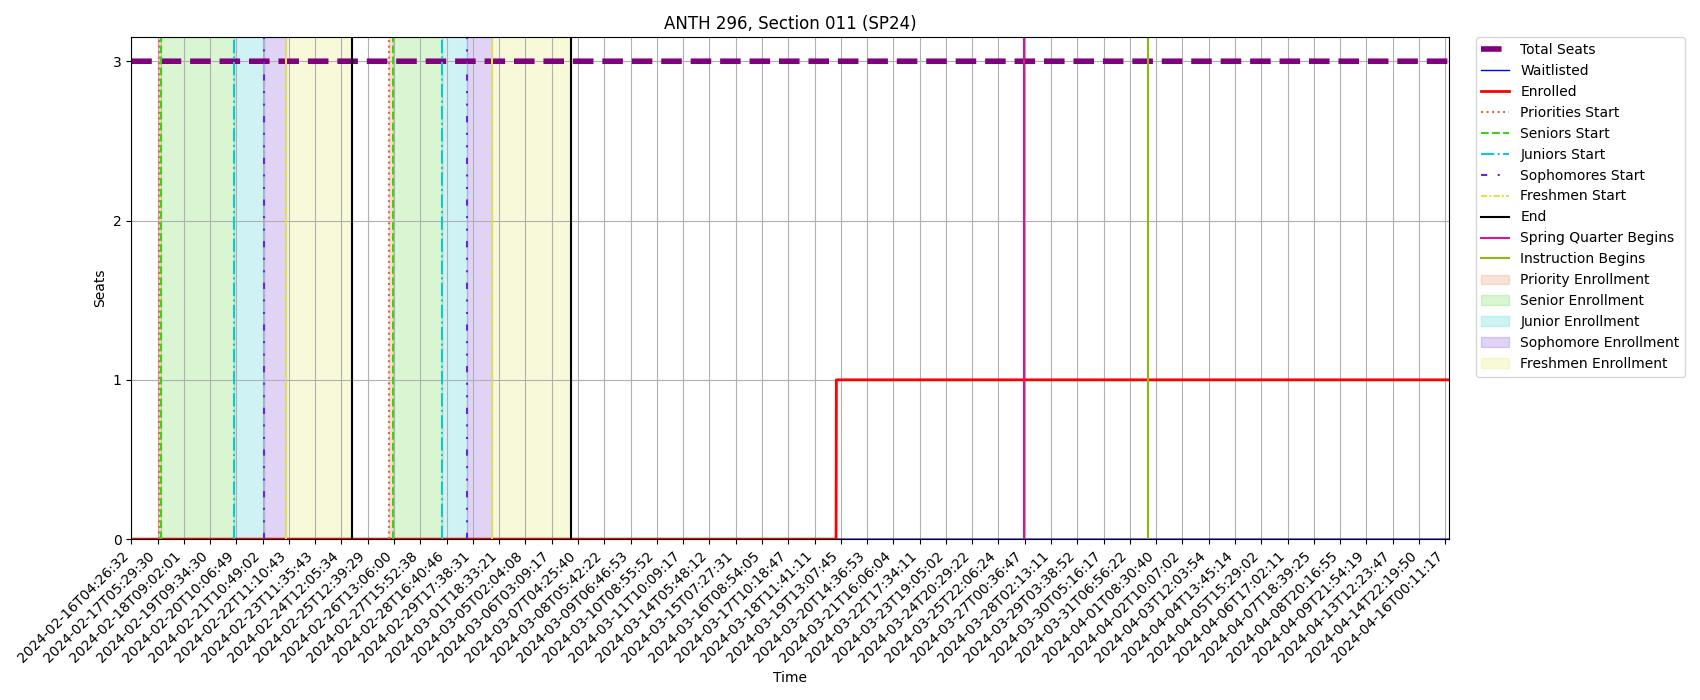 ANTH 296, Section 011 (SP24)
Seats
3
2
1
0
2024-02-16T04:26:32
2024-02-17T05:29:30
2024-02-18T09:02:01
2024-02-19T09:34:30
2024-02-20T10:06:49
2024-02-21T10:49:02
2024-02-22T11:10:43
2024-02-23T11:35:43
2024-02-24T12:05:34
2024-02-25T12:39:29
2024-02-26T13:06:00
2024-02-27T15:52:38
2024-02-28T16:40:46
2024-02-29T17:38:31
2024-03-01T18:33:21
2024-03-05T02:04:08
2024-03-06T03:09:17
2024-03-07T04:25:40
2024-03-08T05:42:22
2024-03-09T06:46:53
2024-03-10T08:55:52
2024-03-11T10:09:17
2024-03-14T05:48:12
2024-03-15T07:27:31
2024-03-16T08:54:05
2024-03-17T10:18:47
2024-03-18T11:41:11
2024-03-19T13:07:45
2024-03-20T14:36:53
2024-03-21T16:06:04
2024-03-22T17:34:11
2024-03-23T19:05:02
2024-03-24T20:29:22
2024-03-25T22:06:24
2024-03-27T00:36:47
2024-03-28T02:13:11
2024-03-29T03:38:52
2024-03-30T05:16:17
2024-03-31T06:56:22
2024-04-01T08:30:40
2024-04-02T10:07:02
2024-04-03T12:03:54
2024-04-04T13:45:14
2024-04-05T15:29:02
2024-04-06T17:02:11
2024-04-07T18:39:25
2024-04-08T20:16:55
2024-04-09T21:54:19
2024-04-13T12:23:47
2024-04-14T22:19:50
2024-04-16T00:11:17
Time
Total Seats
Waitlisted
Enrolled
Priorities Start
Seniors Start
Juniors Start
Sophomores Start
Freshmen Start
End
Spring Quarter Begins
Instruction Begins
Priority Enrollment
Senior Enrollment
Junior Enrollment
Sophomore Enrollment
Freshmen Enrollment